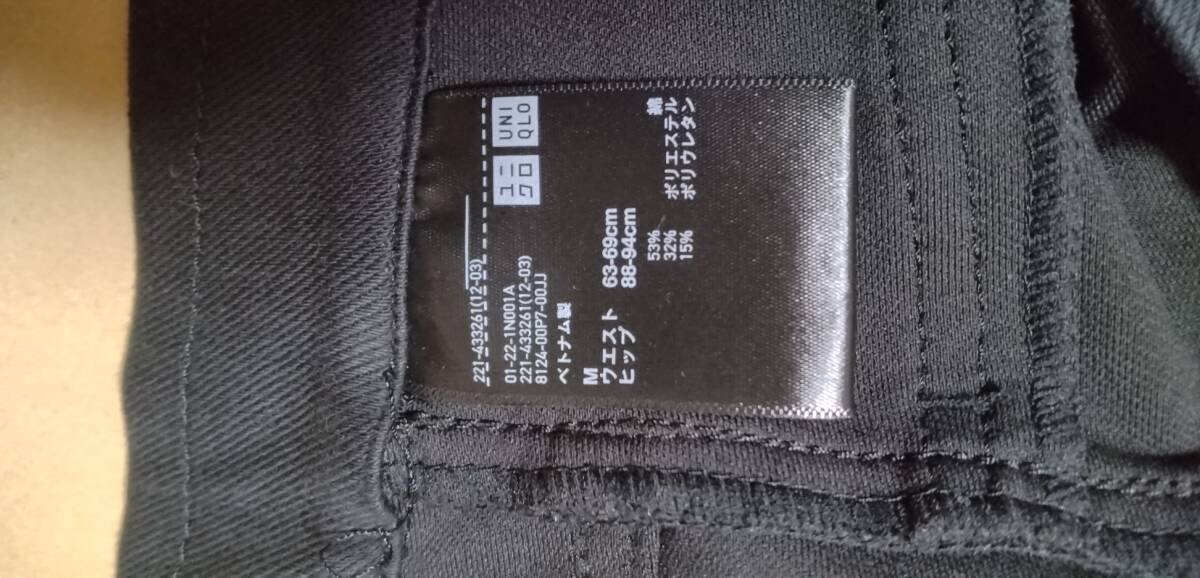 221-433261(12-03)
ユニ
クロ
UNI
QLO
01-22-1N001A
221-433261(12-03)
8124-00P7-00JJ
ベトナム製
M
ウエスト 63-69cm
ヒップ 88-94cm
53% 綿
32% ポリエステル
15% ポリウレタン